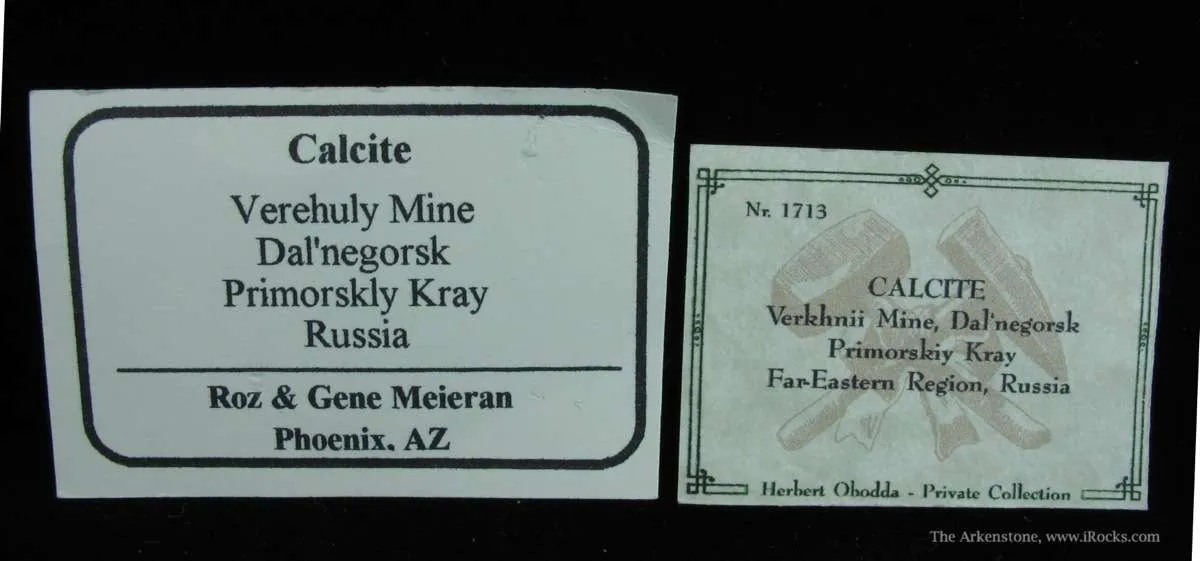 Calcite
Verehuly Mine
Dal'negorsk
Primorskly Kray
Russia
Roz & Gene Meieran
Phoenix, AZ
Nr. 1713
CALCITE
Verkhnii Mine, Dal'negorsk
Primorskiy Kray
Far-Eastern Region, Russia
Herbert Obodda - Private Collection
The Arkenstone, www.iRocks.com